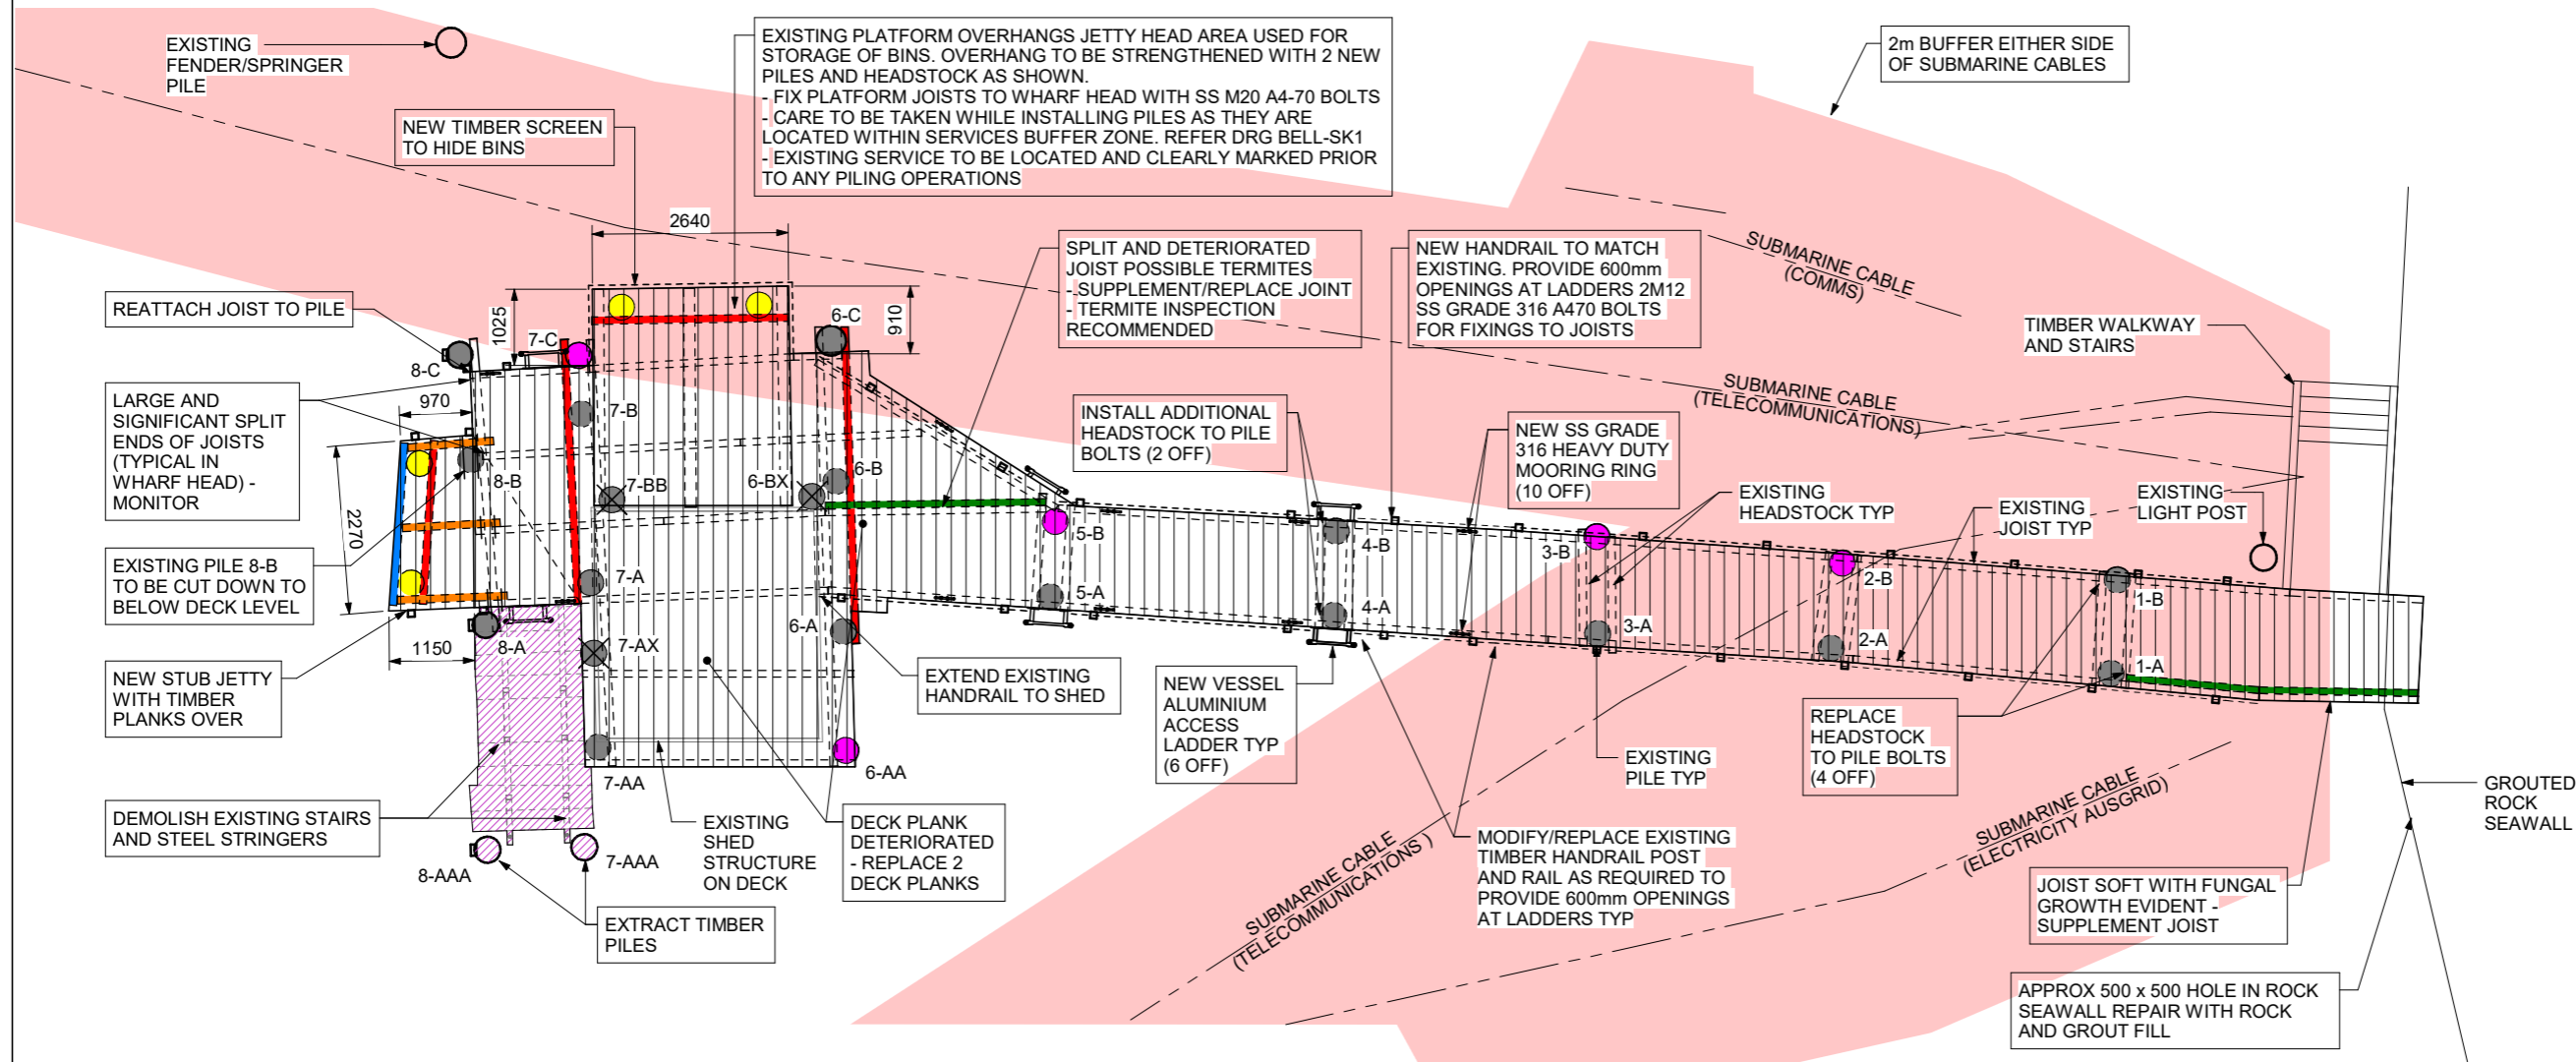 EXISTING
FENDER/SPRINGER
PILE
EXISTING PLATFORM OVERHANGS JETTY HEAD AREA USED FOR
STORAGE OF BINS. OVERHANG TO BE STRENGTHENED WITH 2 NEW
PILES AND HEADSTOCK AS SHOWN.
- FIX PLATFORM JOISTS TO WHARF HEAD WITH SS M20 A4-70 BOLTS
- CARE TO BE TAKEN WHILE INSTALLING PILES AS THEY ARE
LOCATED WITHIN SERVICES BUFFER ZONE. REFER DRG BELL-SK1
- EXISTING SERVICE TO BE LOCATED AND CLEARLY MARKED PRIOR
TO ANY PILING OPERATIONS
2m BUFFER EITHER SIDE
OF SUBMARINE CABLES
NEW TIMBER SCREEN
TO HIDE BINS
2640
SPLIT AND DETERIORATED
JOIST POSSIBLE TERMITES
- SUPPLEMENT/REPLACE JOINT
- TERMITE INSPECTION
RECOMMENDED
NEW HANDRAIL TO MATCH
EXISTING. PROVIDE 600mm
OPENINGS AT LADDERS 2M12
SS GRADE 316 A470 BOLTS
FOR FIXINGS TO JOISTS
SUBMARINE CABLE
(COMMS)
TIMBER WALKWAY
AND STAIRS
REATTACH JOIST TO PILE
1025
910
6-C
7-C
8-C
LARGE AND
SIGNIFICANT SPLIT
ENDS OF JOISTS
(TYPICAL IN
WHARF HEAD) -
MONITOR
970
7-B
INSTALL ADDITIONAL
HEADSTOCK TO PILE
BOLTS (2 OFF)
SUBMARINE CABLE
(TELECOMMUNICATIONS)
NEW SS GRADE
316 HEAVY DUTY
MOORING RING
(10 OFF)
6-B
8-B
7-BB
6-BX
EXISTING
HEADSTOCK TYP
EXISTING
JOIST TYP
EXISTING
LIGHT POST
2270
5-B
4-B
3-B
2-B
1-B
EXISTING PILE 8-B
TO BE CUT DOWN TO
BELOW DECK LEVEL
7-A
5-A
4-A
3-A
2-A
1-A
6-A
8-A
7-AX
1150
NEW STUB JETTY
WITH TIMBER
PLANKS OVER
EXTEND EXISTING
HANDRAIL TO SHED
NEW VESSEL
ALUMINIUM
ACCESS
LADDER TYP
(6 OFF)
REPLACE
HEADSTOCK
TO PILE BOLTS
(4 OFF)
EXISTING
PILE TYP
6-AA
7-AA
GROUTED
ROCK
SEAWALL
DEMOLISH EXISTING STAIRS
AND STEEL STRINGERS
EXISTING
SHED
STRUCTURE
ON DECK
DECK PLANK
DETERIORATED
- REPLACE 2
DECK PLANKS
MODIFY/REPLACE EXISTING
TIMBER HANDRAIL POST
AND RAIL AS REQUIRED TO
PROVIDE 600mm OPENINGS
AT LADDERS TYP
SUBMARINE CABLE
(TELECOMMUNICATIONS )
SUBMARINE CABLE
(ELECTRICITY AUSGRID)
7-AAA
8-AAA
EXTRACT TIMBER
PILES
JOIST SOFT WITH FUNGAL
GROWTH EVIDENT -
SUPPLEMENT JOIST
APPROX 500 x 500 HOLE IN ROCK
SEAWALL REPAIR WITH ROCK
AND GROUT FILL